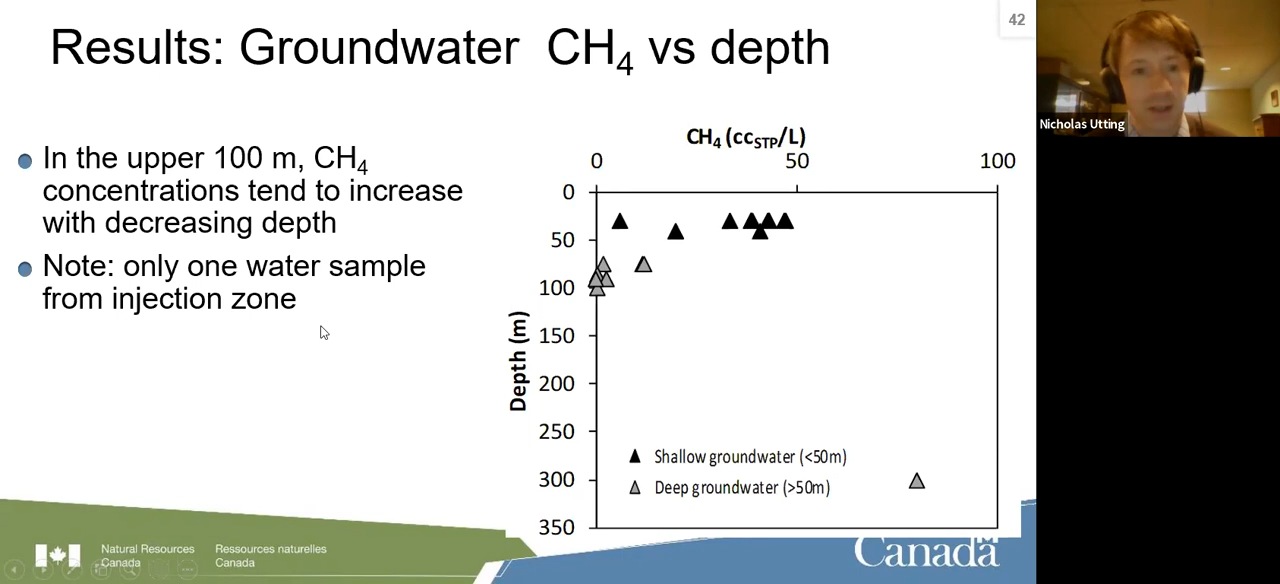 42
Results: Groundwater CH₄ vs depth
In the upper 100 m, CH₄
concentrations tend to increase
with decreasing depth
Note: only one water sample
from injection zone
CH₄ (cc_STP/L)
0 50 100
0
50
100
150
200
250
300
350
Depth (m)
Shallow groundwater (<50m)
Deep groundwater (>50m)
Natural Resources
Canada
Ressources naturelles
Canada
Canada
Nicholas Utting